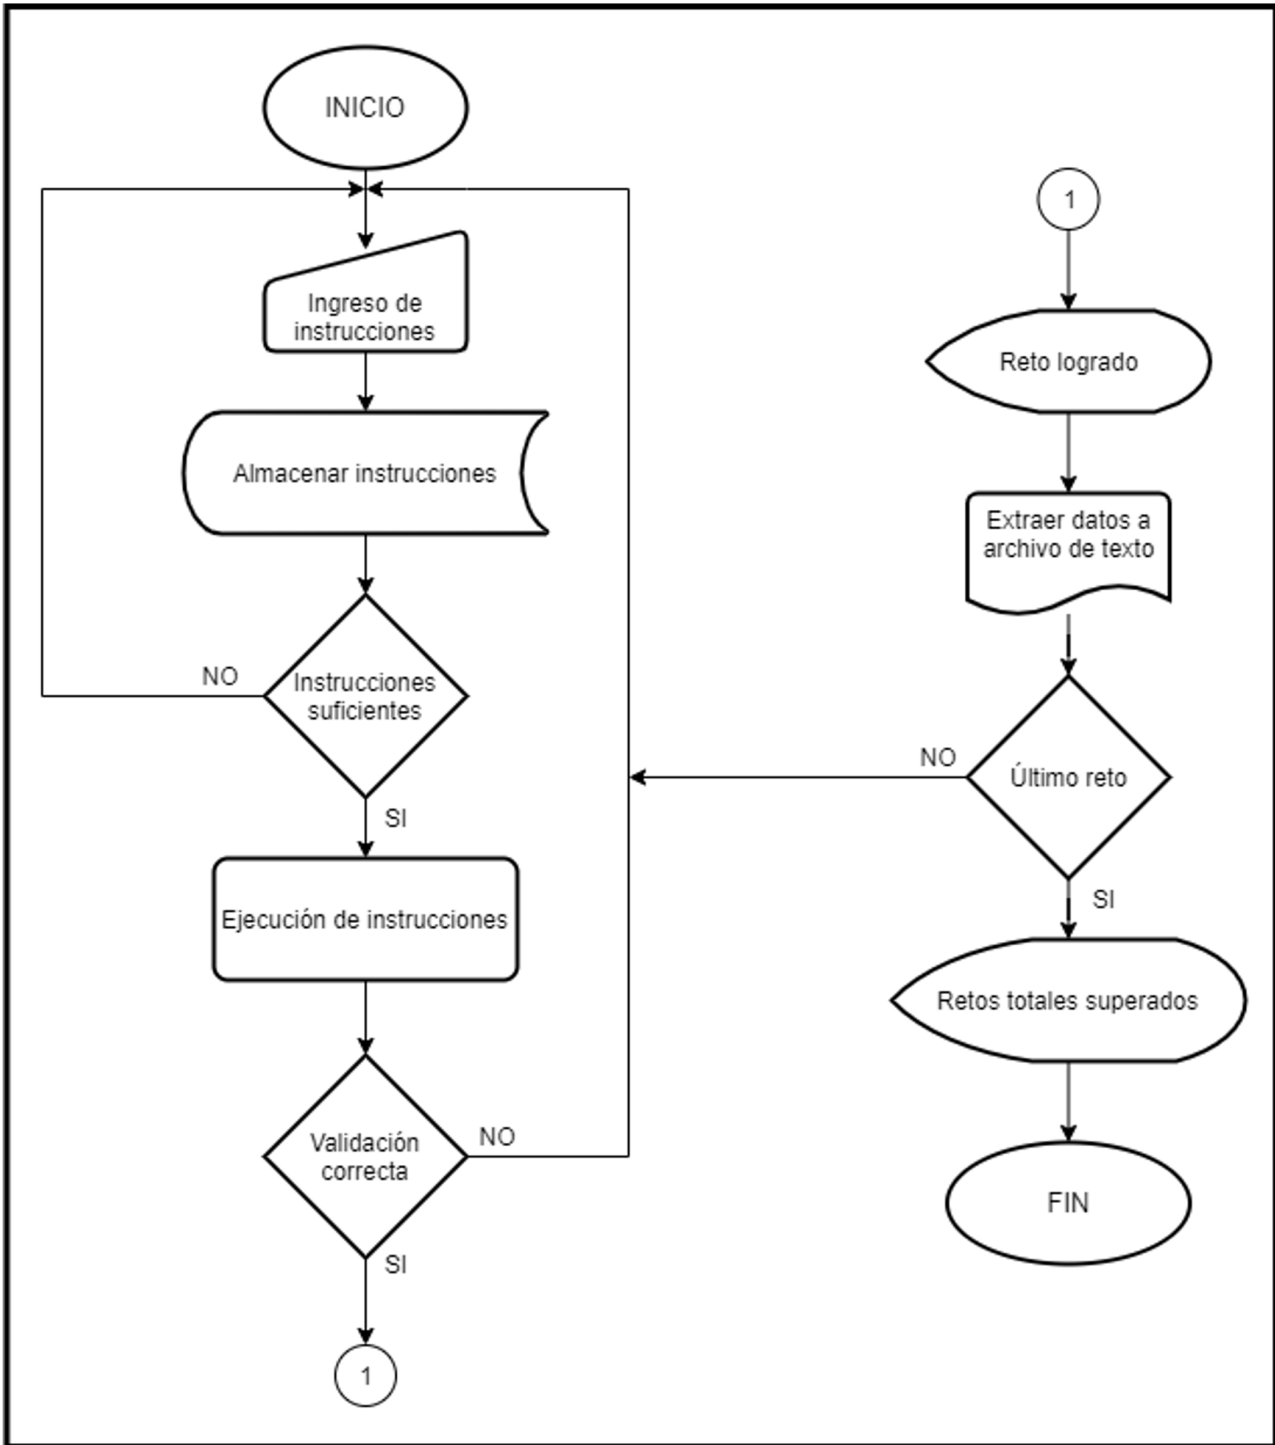 INICIO
Ingreso de
instrucciones
Almacenar instrucciones
NO
Instrucciones
suficientes
SI
Ejecución de instrucciones
Validación
correcta
NO
SI
1
1
Reto logrado
Extraer datos a
archivo de texto
NO
Último reto
SI
Retos totales superados
FIN